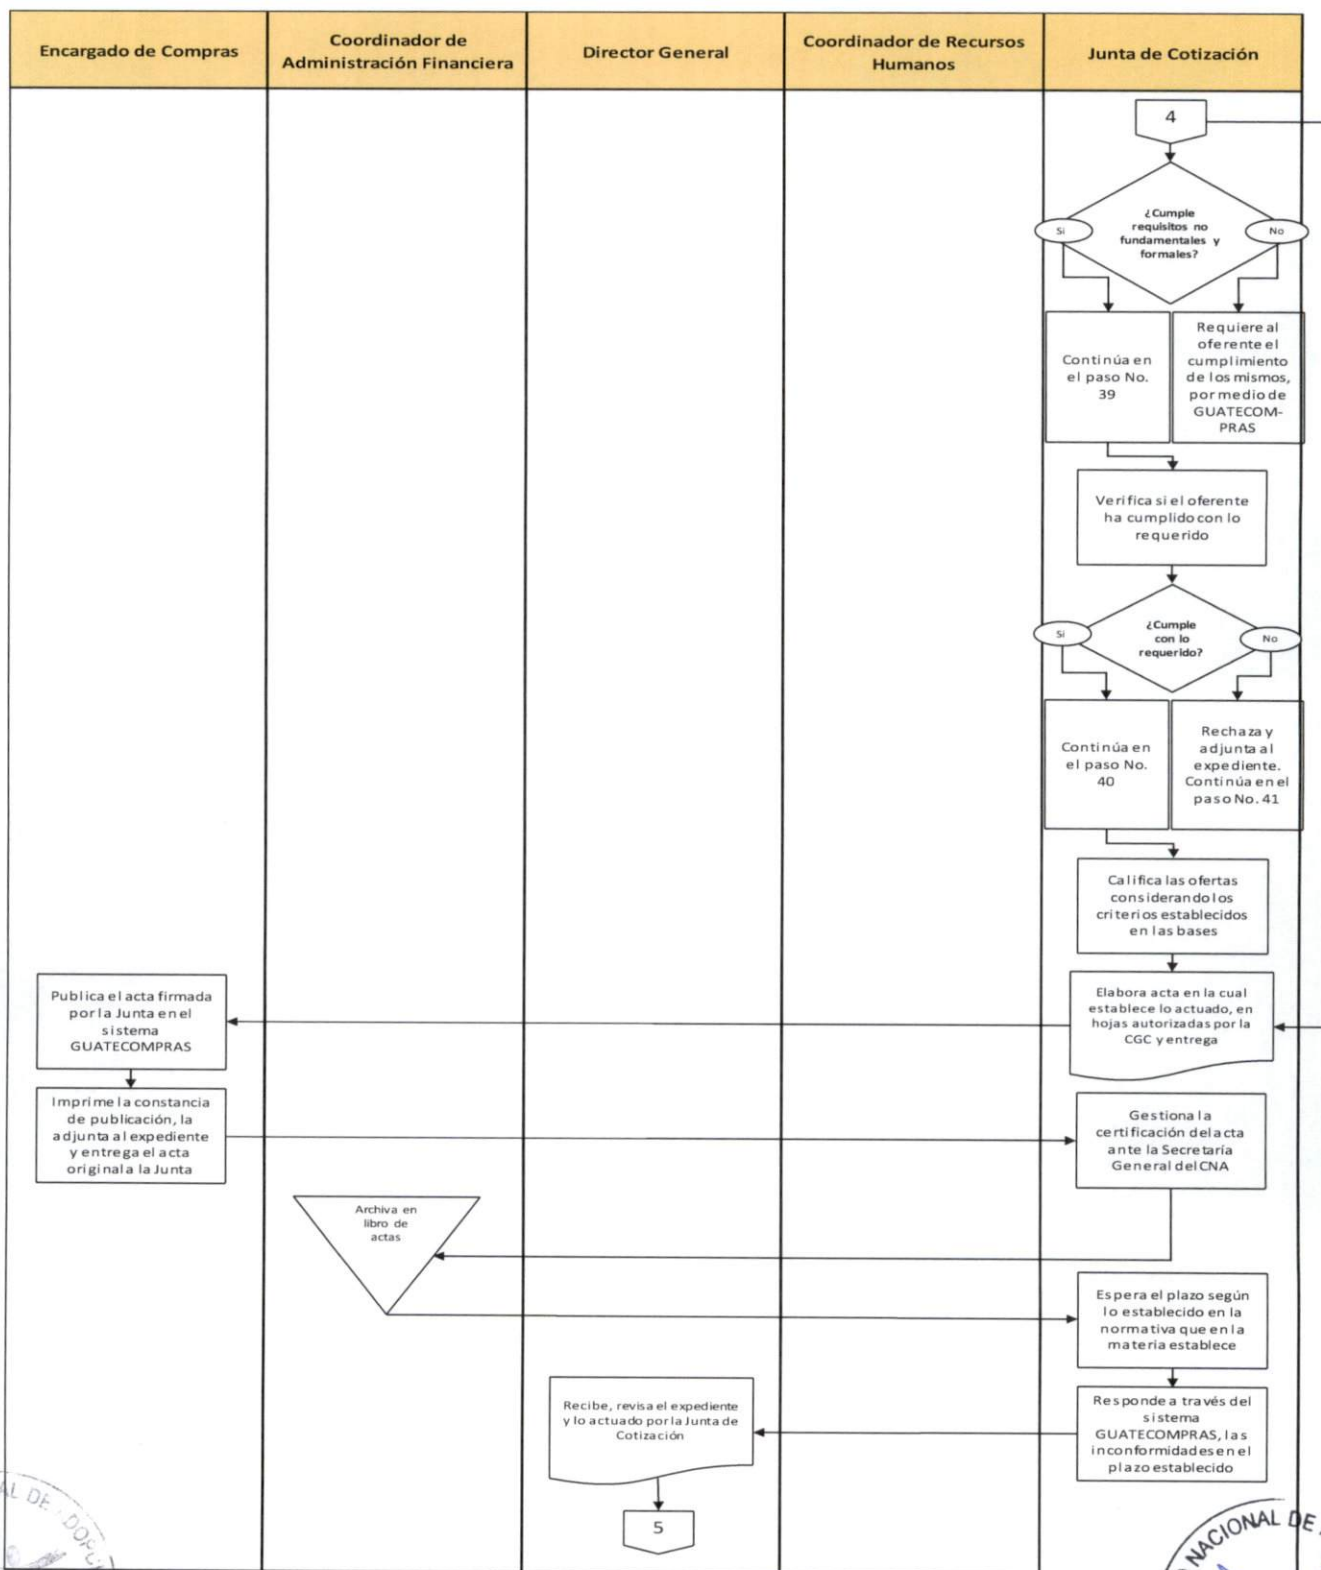 Encargado de Compras
Coordinador de
Administración Financiera
Director General
Coordinador de Recursos
Humanos
Junta de Cotización
4
¿Cumple
requisitos no
fundamentales y
formales?
Si
No
Continúa en
el paso No.
39
Requiere al
oferente el
cumplimiento
de los mismos,
por medio de
GUATECOM-
PRAS
Verifica si el oferente
ha cumplido con lo
requerido
¿Cumple
con lo
requerido?
Si
No
Continúa en
el paso No.
40
Rechaza y
adjunta al
expediente.
Continúa en el
paso No. 41
Califica las ofertas
considerando los
criterios establecidos
en las bases
Publica el acta firmada
por la Junta en el
sistema
GUATECOMPRAS
Elabora acta en la cual
establece lo actuado, en
hojas autorizadas por la
CGC y entrega
Imprime la constancia
de publicación, la
adjunta al expediente
y entrega el acta
original a la Junta
Gestiona la
certificación del acta
ante la Secretaría
General del CNA
Archiva en
libro de
actas
Espera el plazo según
lo establecido en la
normativa que en la
materia establece
Recibe, revisa el expediente
y lo actuado por la Junta de
Cotización
Responde a través del
sistema
GUATECOMPRAS, las
inconformidades en el
plazo establecido
5
AL DE ADOPC
NACIONAL DE